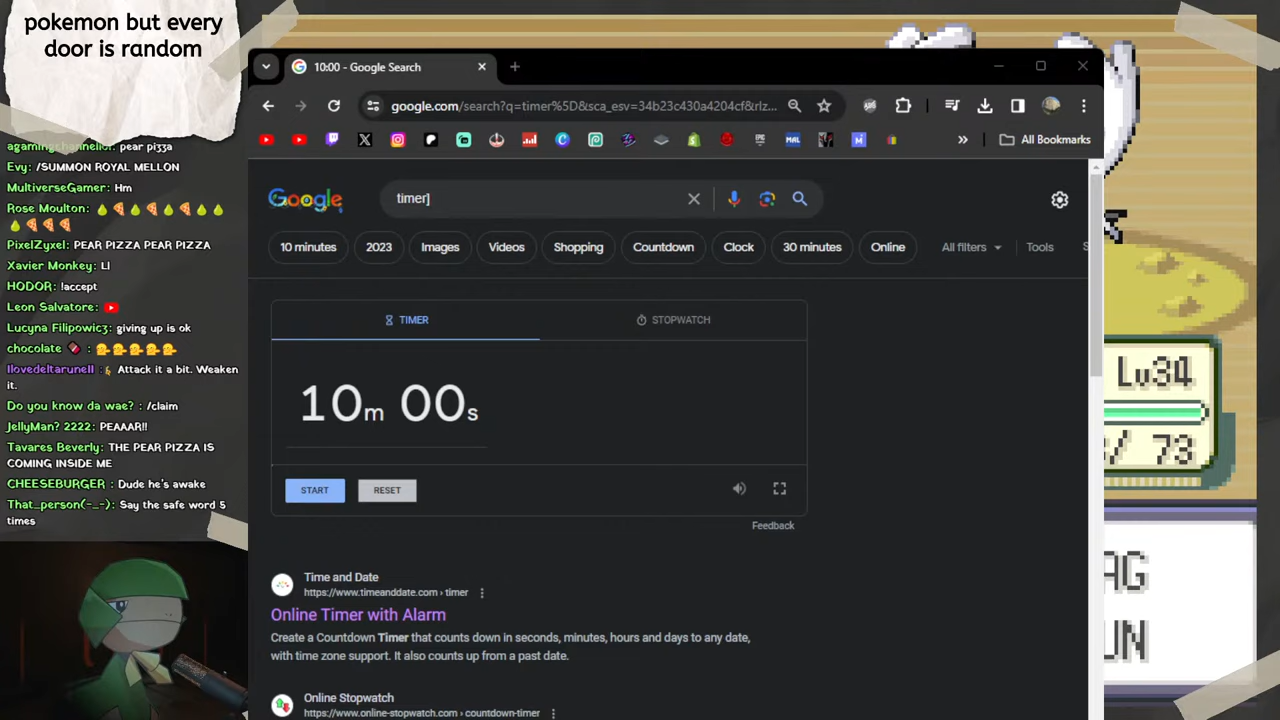 pokemon but every
door is random
10:00 - Google Search
google.com/search?q=timer%5D&sca_esv=34b23c430a4204cf&rlz...
All Bookmarks
Google
timer]
10 minutes
2023
Images
Videos
Shopping
Countdown
Clock
30 minutes
Online
All filters
Tools
TIMER
STOPWATCH
10m 00s
START
RESET
Feedback
Time and Date
https://www.timeanddate.com › timer
Online Timer with Alarm
Create a Countdown Timer that counts down in seconds, minutes, hours and days to any date,
with time zone support. It also counts up from a past date.
Online Stopwatch
https://www.online-stopwatch.com › countdown-timer
pear pizza
Evy: /SUMMON ROYAL MELLON
MultiverseGamer: Hm
Rose Moulton:
PixelZyxel: PEAR PIZZA PEAR PIZZA
Xavier Monkey: Ll
HODOR: !accept
Leon Salvatore:
Lucyna Filipowicz: giving up is ok
chocolate :
Attack it a bit. Weaken
it.
Do you know da wae? : /claim
JellyMan? 2222: PEAAAR!!
Tavares Beverly: THE PEAR PIZZA IS
COMING INSIDE ME
CHEESEBURGER : Dude he's awake
That_person(-_-): Say the safe word 5
times
Lv34
/ 73
AG
UN